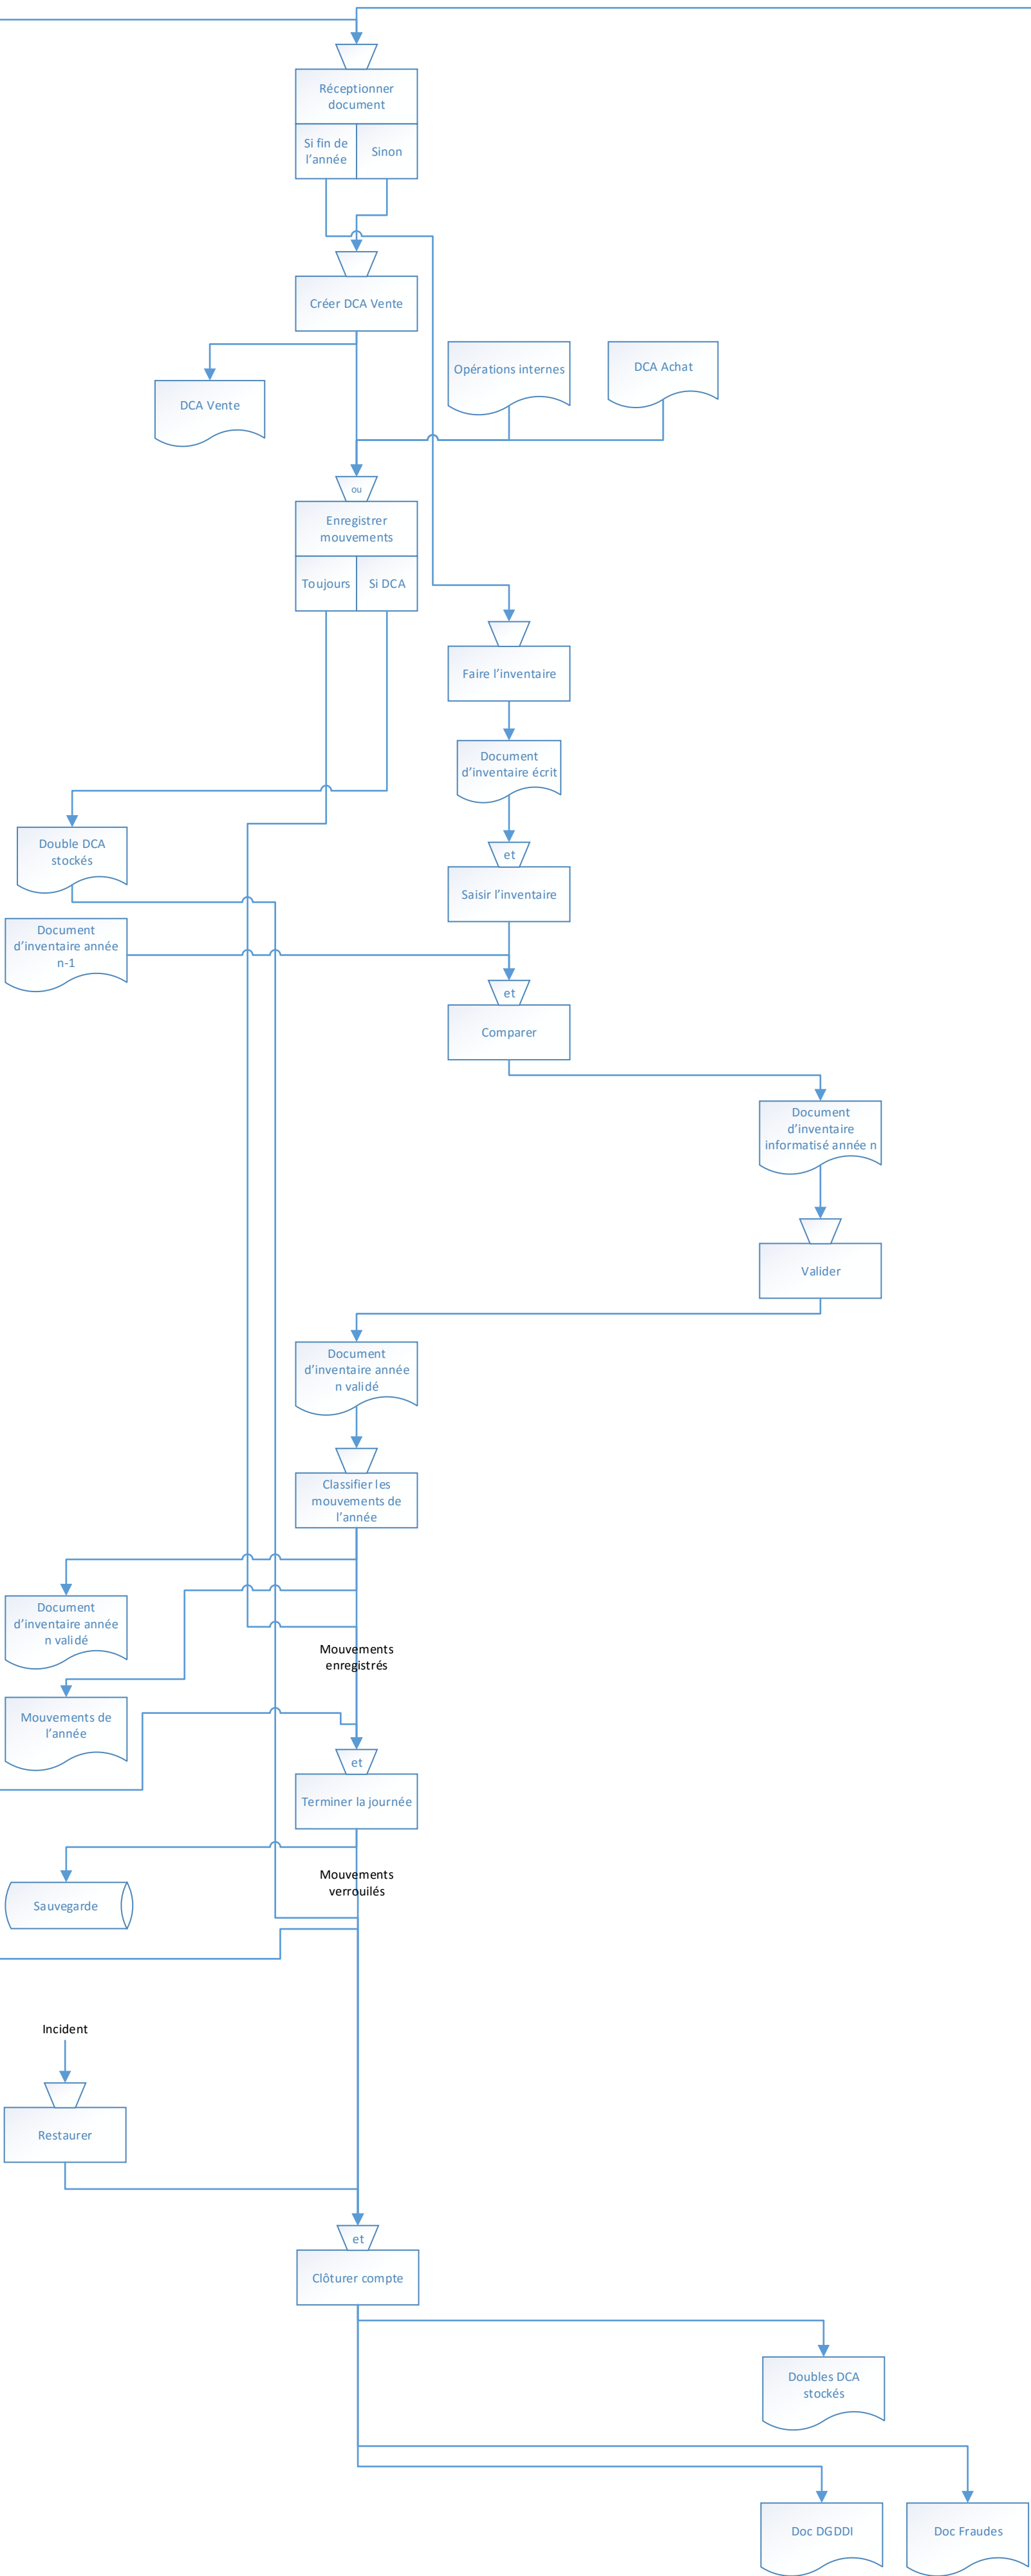 Réceptionner
document
Si fin de
l'année
Sinon
Créer DCA Vente
DCA Vente
Opérations internes
DCA Achat
ou
Enregistrer
mouvements
Toujours
Si DCA
Faire l'inventaire
Document
d'inventaire écrit
Double DCA
stockés
et
Saisir l'inventaire
Document
d'inventaire année
n-1
et
Comparer
Document
d'inventaire
informatisé année n
Valider
Document
d'inventaire année
n validé
Classifier les
mouvements de
l'année
Document
d'inventaire année
n validé
Mouvements
enregistrés
Mouvements de
l'année
et
Terminer la journée
Mouvements
verrouilés
Sauvegarde
Incident
Restaurer
et
Clôturer compte
Doubles DCA
stockés
Doc DGDDI
Doc Fraudes